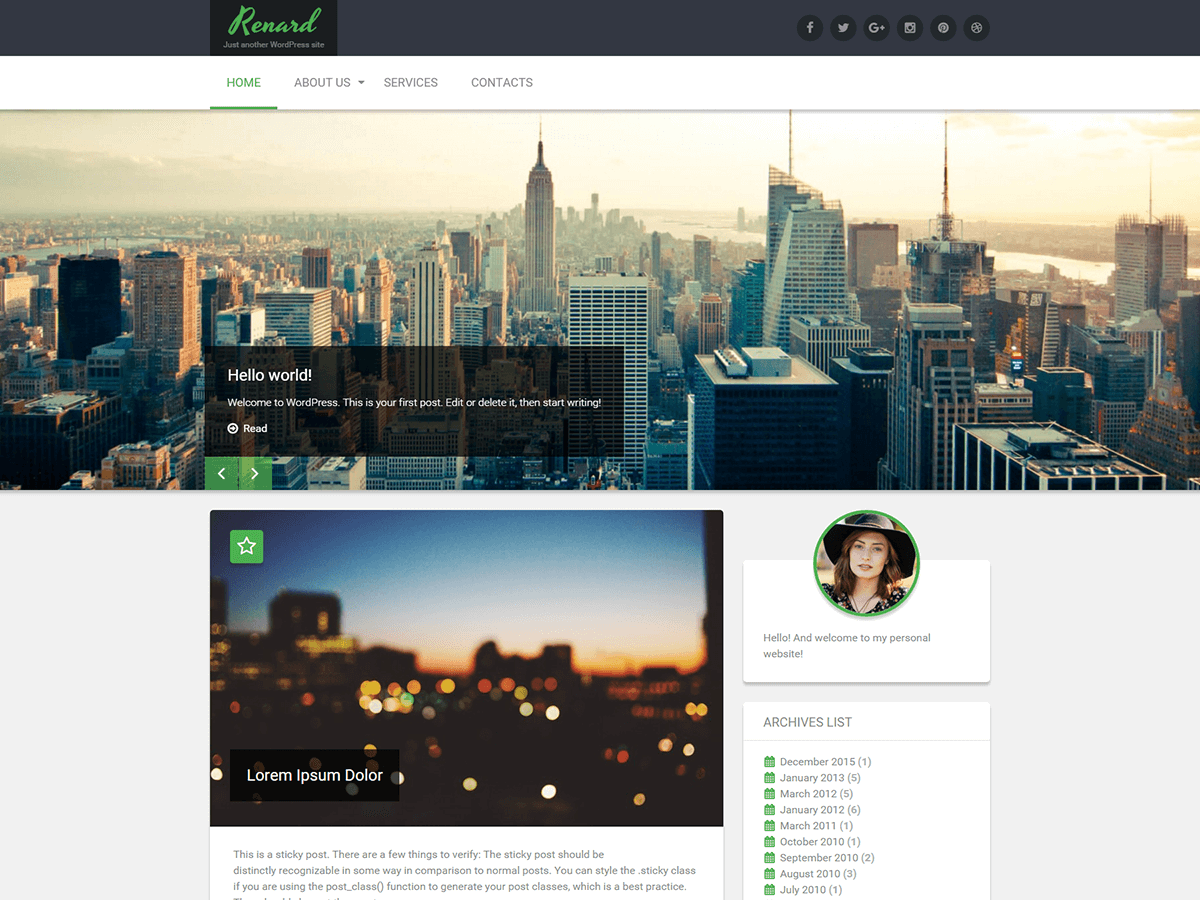 Renard
Just another WordPress site
HOME
ABOUT US
SERVICES
CONTACTS
Hello world!
Welcome to WordPress. This is your first post. Edit or delete it, then start writing!
Read
Lorem Ipsum Dolor
This is a sticky post. There are a few things to verify: The sticky post should be
distinctly recognizable in some way in comparison to normal posts. You can style the .sticky class
if you are using the post_class() function to generate your post classes, which is a best practice.
Hello! And welcome to my personal
website!
ARCHIVES LIST
December 2015 (1)
January 2013 (5)
March 2012 (5)
January 2012 (6)
March 2011 (1)
October 2010 (1)
September 2010 (2)
August 2010 (3)
July 2010 (1)